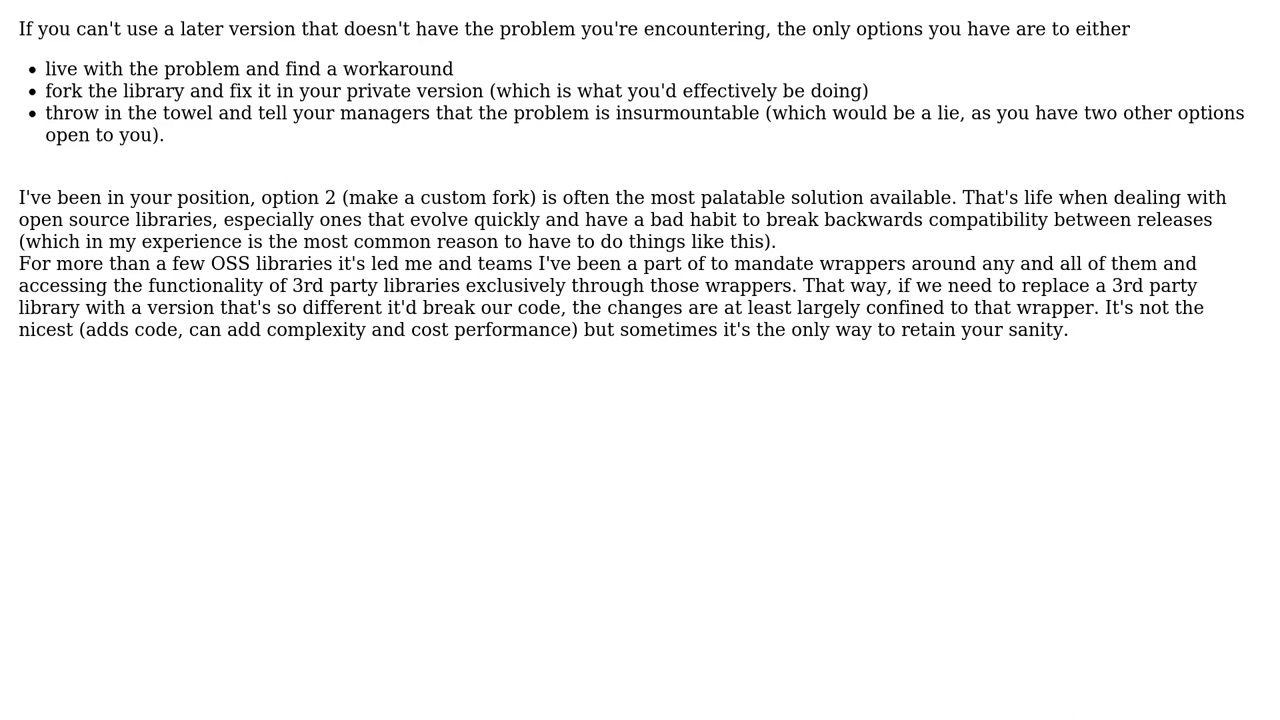 If you can't use a later version that doesn't have the problem you're encountering, the only options you have are to either
• live with the problem and find a workaround
• fork the library and fix it in your private version (which is what you'd effectively be doing)
• throw in the towel and tell your managers that the problem is insurmountable (which would be a lie, as you have two other options
open to you).
I've been in your position, option 2 (make a custom fork) is often the most palatable solution available. That's life when dealing with
open source libraries, especially ones that evolve quickly and have a bad habit to break backwards compatibility between releases
(which in my experience is the most common reason to have to do things like this).
For more than a few OSS libraries it's led me and teams I've been a part of to mandate wrappers around any and all of them and
accessing the functionality of 3rd party libraries exclusively through those wrappers. That way, if we need to replace a 3rd party
library with a version that's so different it'd break our code, the changes are at least largely confined to that wrapper. It's not the
nicest (adds code, can add complexity and cost performance) but sometimes it's the only way to retain your sanity.